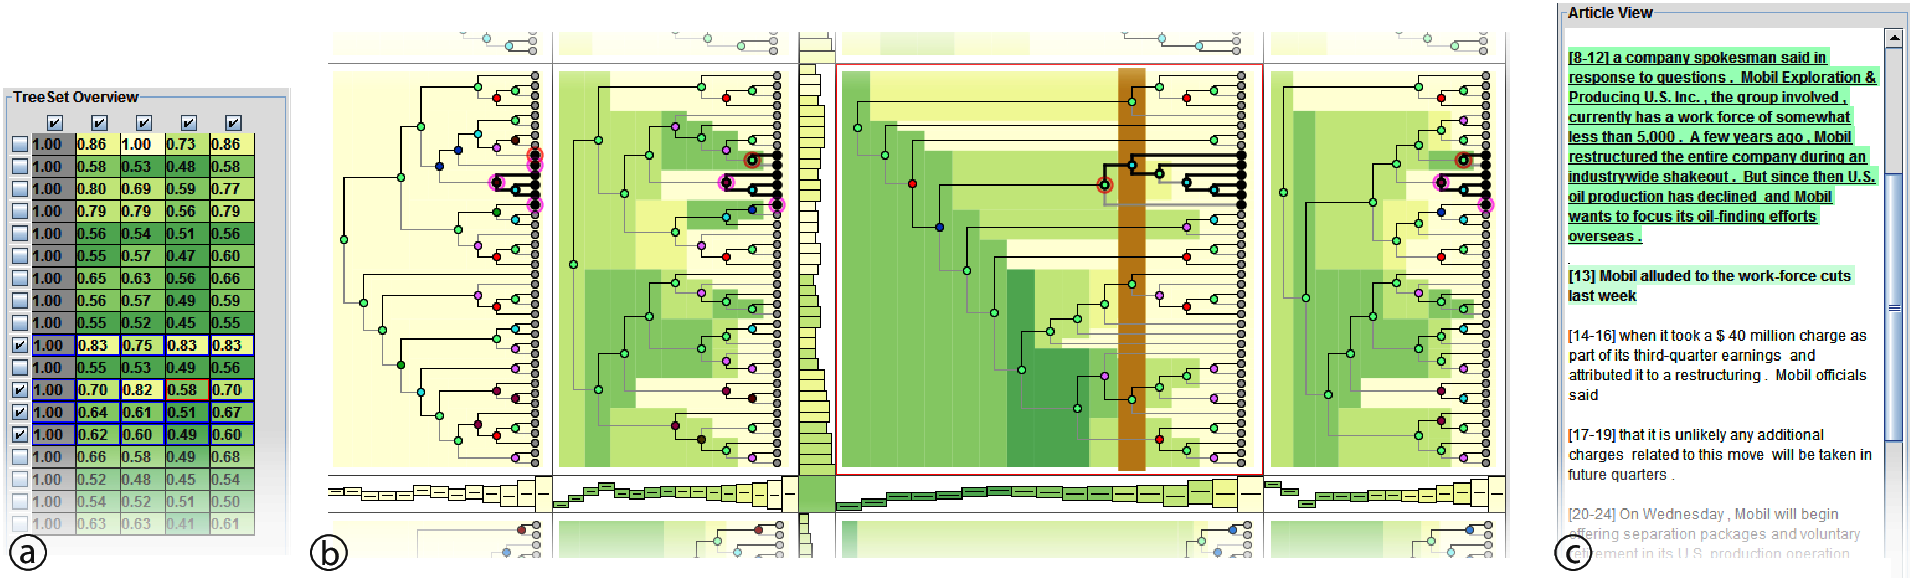 TreeSet Overview
1.00 0.86 1.00 0.73 0.86
1.00 0.58 0.53 0.48 0.58
1.00 0.80 0.69 0.59 0.77
1.00 0.79 0.79 0.56 0.79
1.00 0.56 0.54 0.51 0.56
1.00 0.55 0.57 0.47 0.60
1.00 0.65 0.63 0.56 0.66
1.00 0.56 0.57 0.49 0.59
1.00 0.55 0.52 0.45 0.55
1.00 0.83 0.75 0.83 0.83
1.00 0.55 0.53 0.49 0.56
1.00 0.70 0.82 0.58 0.70
1.00 0.64 0.61 0.51 0.67
1.00 0.62 0.60 0.49 0.60
1.00 0.66 0.58 0.49 0.68
1.00 0.52 0.48 0.45 0.54
1.00 0.54 0.52 0.51 0.50
1.00 0.63 0.63 0.41 0.61
a
b
Article View
[8-12] a company spokesman said in
response to questions . Mobil Exploration &
Producing U.S. Inc. , the group involved ,
currently has a work force of somewhat
less than 5,000 . A few years ago , Mobil
restructured the entire company during an
industrywide shakeout . But since then U.S.
oil production has declined and Mobil
wants to focus its oil-finding efforts
overseas .
.
[13] Mobil alluded to the work-force cuts
last week
[14-16] when it took a $ 40 million charge as
part of its third-quarter earnings and
attributed it to a restructuring . Mobil officials
said
[17-19] that it is unlikely any additional
charges related to this move will be taken in
future quarters .
[20-24] On Wednesday , Mobil will begin
offering separation packages and voluntary
retirement in its U.S. production operation
c